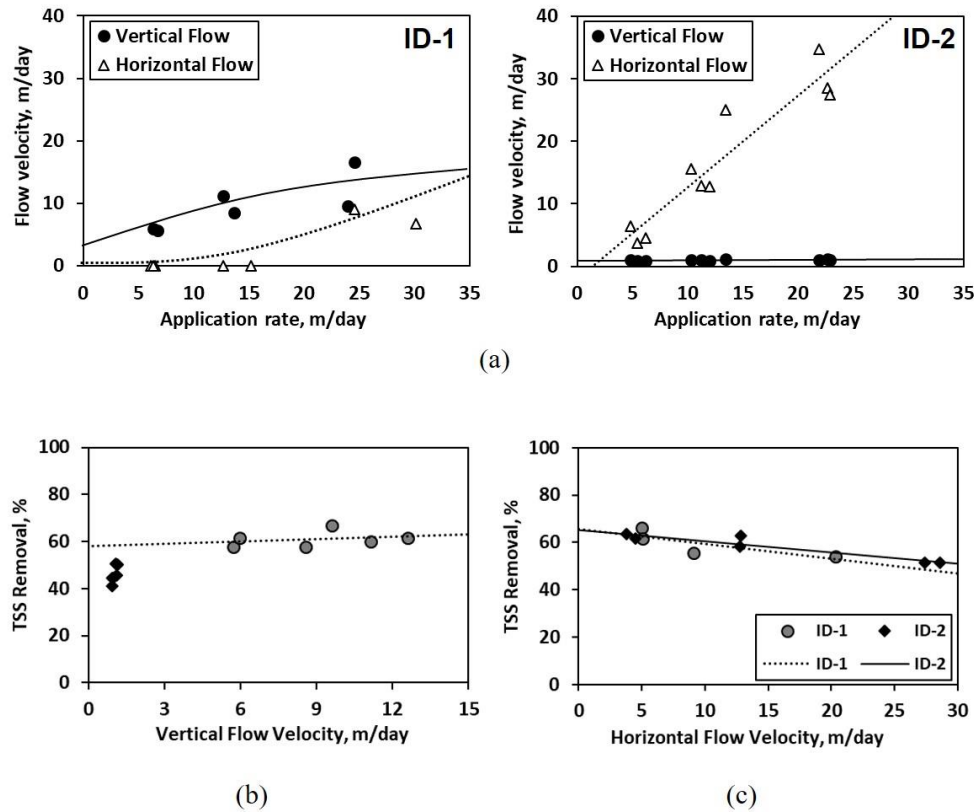 40
30
20
10
0
Flow velocity, m/day
Vertical Flow
Horizontal Flow
ID-1
0 5 10 15 20 25 30 35
Application rate, m/day
40
30
20
10
0
Flow velocity, m/day
Vertical Flow
Horizontal Flow
ID-2
0 5 10 15 20 25 30 35
Application rate, m/day
(a)
100
80
60
40
20
0
TSS Removal, %
0 3 6 9 12 15
Vertical Flow Velocity, m/day
(b)
100
80
60
40
20
0
TSS Removal, %
ID-1 ID-2
ID-1 ID-2
0 5 10 15 20 25 30
Horizontal Flow Velocity, m/day
(c)